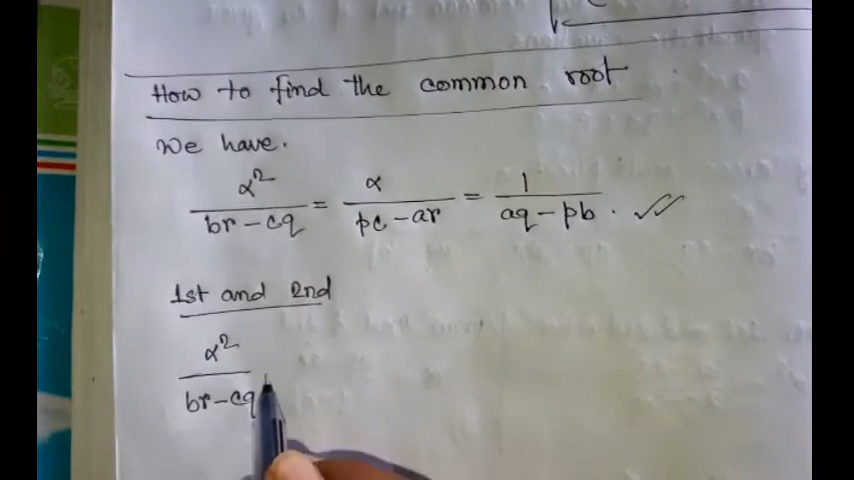 How to find the common root
We have.
α²/(br-cq) = α/(pc-ar) = 1/(aq-pb).
1st and 2nd
α²/(br-cq)